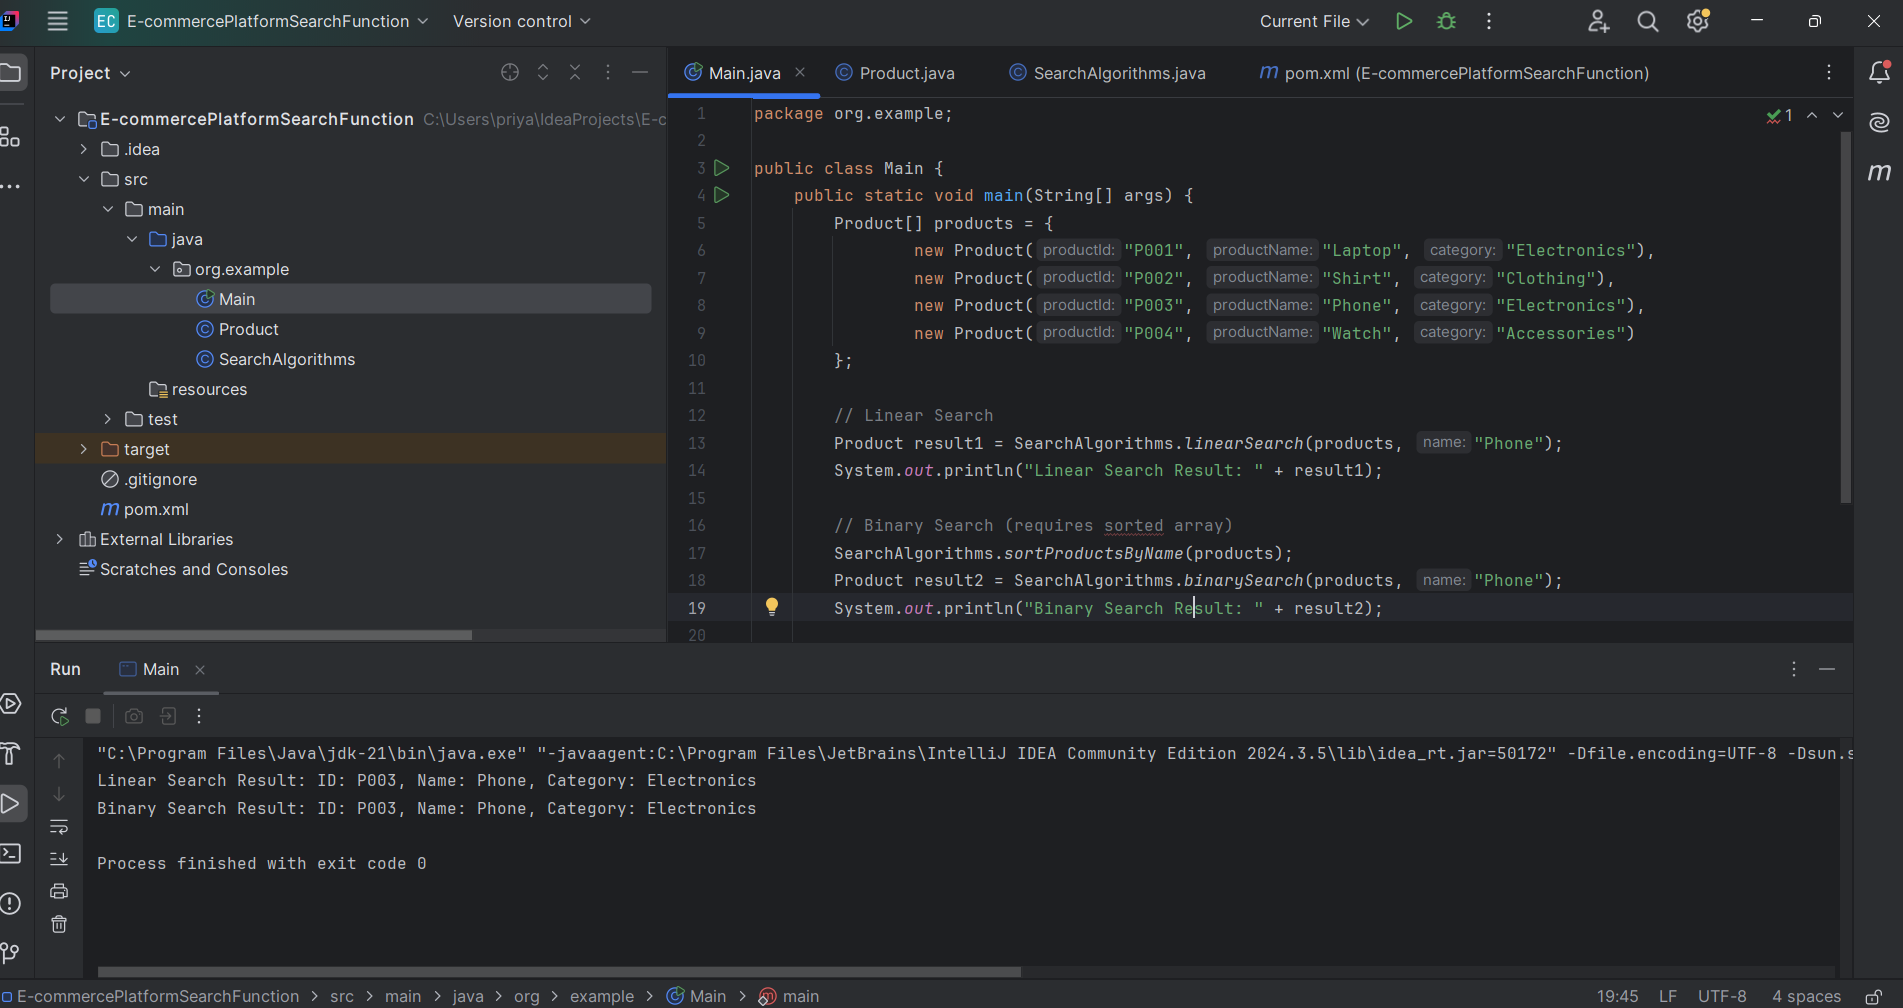 EC E-commercePlatformSearchFunction Version control Current File
Project
E-commercePlatformSearchFunction C:\Users\priya\IdeaProjects\E-c
.idea
src
main
java
org.example
Main
Product
SearchAlgorithms
resources
test
target
.gitignore
m pom.xml
External Libraries
Scratches and Consoles
Main.java Product.java SearchAlgorithms.java m pom.xml (E-commercePlatformSearchFunction)
1 package org.example; 1
2
3 public class Main {
4 public static void main(String[] args) {
5 Product[] products = {
6 new Product( productId: "P001", productName: "Laptop", category: "Electronics"),
7 new Product( productId: "P002", productName: "Shirt", category: "Clothing"),
8 new Product( productId: "P003", productName: "Phone", category: "Electronics"),
9 new Product( productId: "P004", productName: "Watch", category: "Accessories")
10 };
11
12 // Linear Search
13 Product result1 = SearchAlgorithms.linearSearch(products, name: "Phone");
14 System.out.println("Linear Search Result: " + result1);
15
16 // Binary Search (requires sorted array)
17 SearchAlgorithms.sortProductsByName(products);
18 Product result2 = SearchAlgorithms.binarySearch(products, name: "Phone");
19 System.out.println("Binary Search Result: " + result2);
20
m
Run Main
"C:\Program Files\Java\jdk-21\bin\java.exe" "-javaagent:C:\Program Files\JetBrains\IntelliJ IDEA Community Edition 2024.3.5\lib\idea_rt.jar=50172" -Dfile.encoding=UTF-8 -Dsun.s
Linear Search Result: ID: P003, Name: Phone, Category: Electronics
Binary Search Result: ID: P003, Name: Phone, Category: Electronics
Process finished with exit code 0
E-commercePlatformSearchFunction > src > main > java > org > example > Main > m main 19:45 LF UTF-8 4 spaces